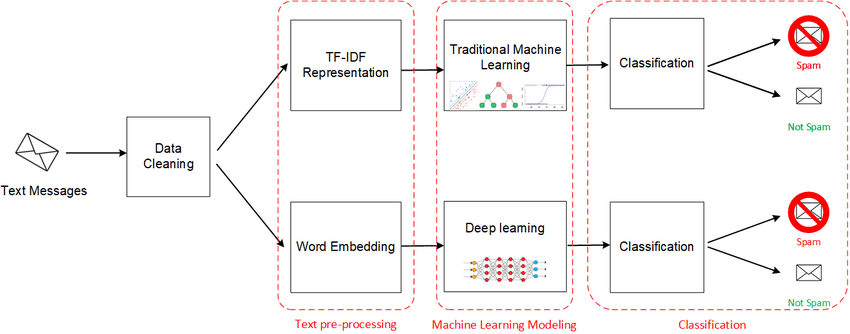 TF-IDF
Representation
Traditional Machine
Learning
Classification
Spam
Not Spam
Data
Cleaning
Text Messages
Word Embedding
Deep learning
Classification
Spam
Not Spam
Text pre-processing
Machine Learning Modeling
Classification